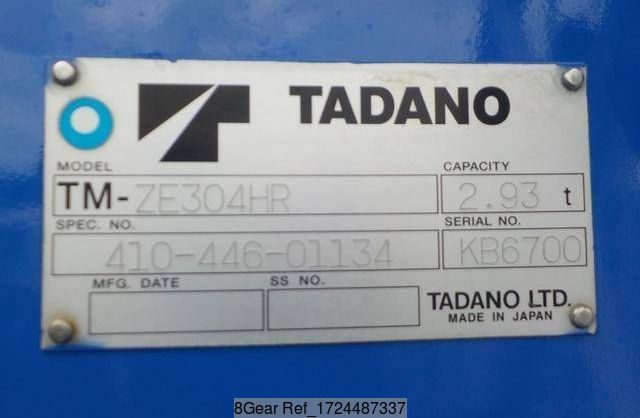 TADANO
MODEL
CAPACITY
TM-ZE304HR
2.93 t
SPEC. NO.
SERIAL NO.
410-446-01134
KB6700
MFG. DATE
SS NO.
TADANO LTD.
MADE IN JAPAN
8Gear Ref_1724487337